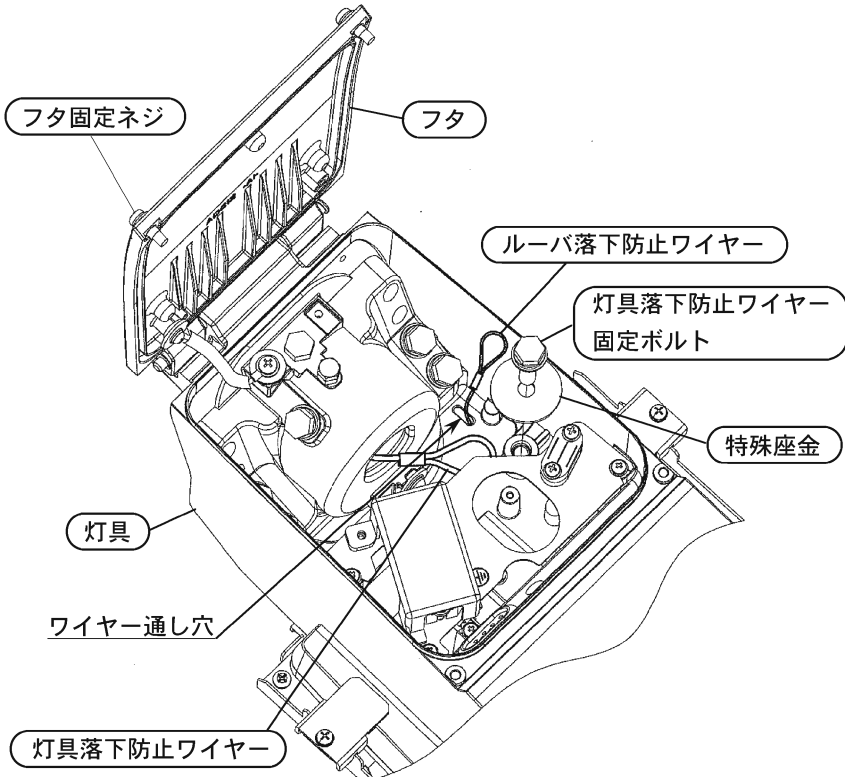 フタ固定ネジ
フタ
ルーバ落下防止ワイヤー
灯具落下防止ワイヤー
固定ボルト
特殊座金
灯具
ワイヤー通し穴
灯具落下防止ワイヤー